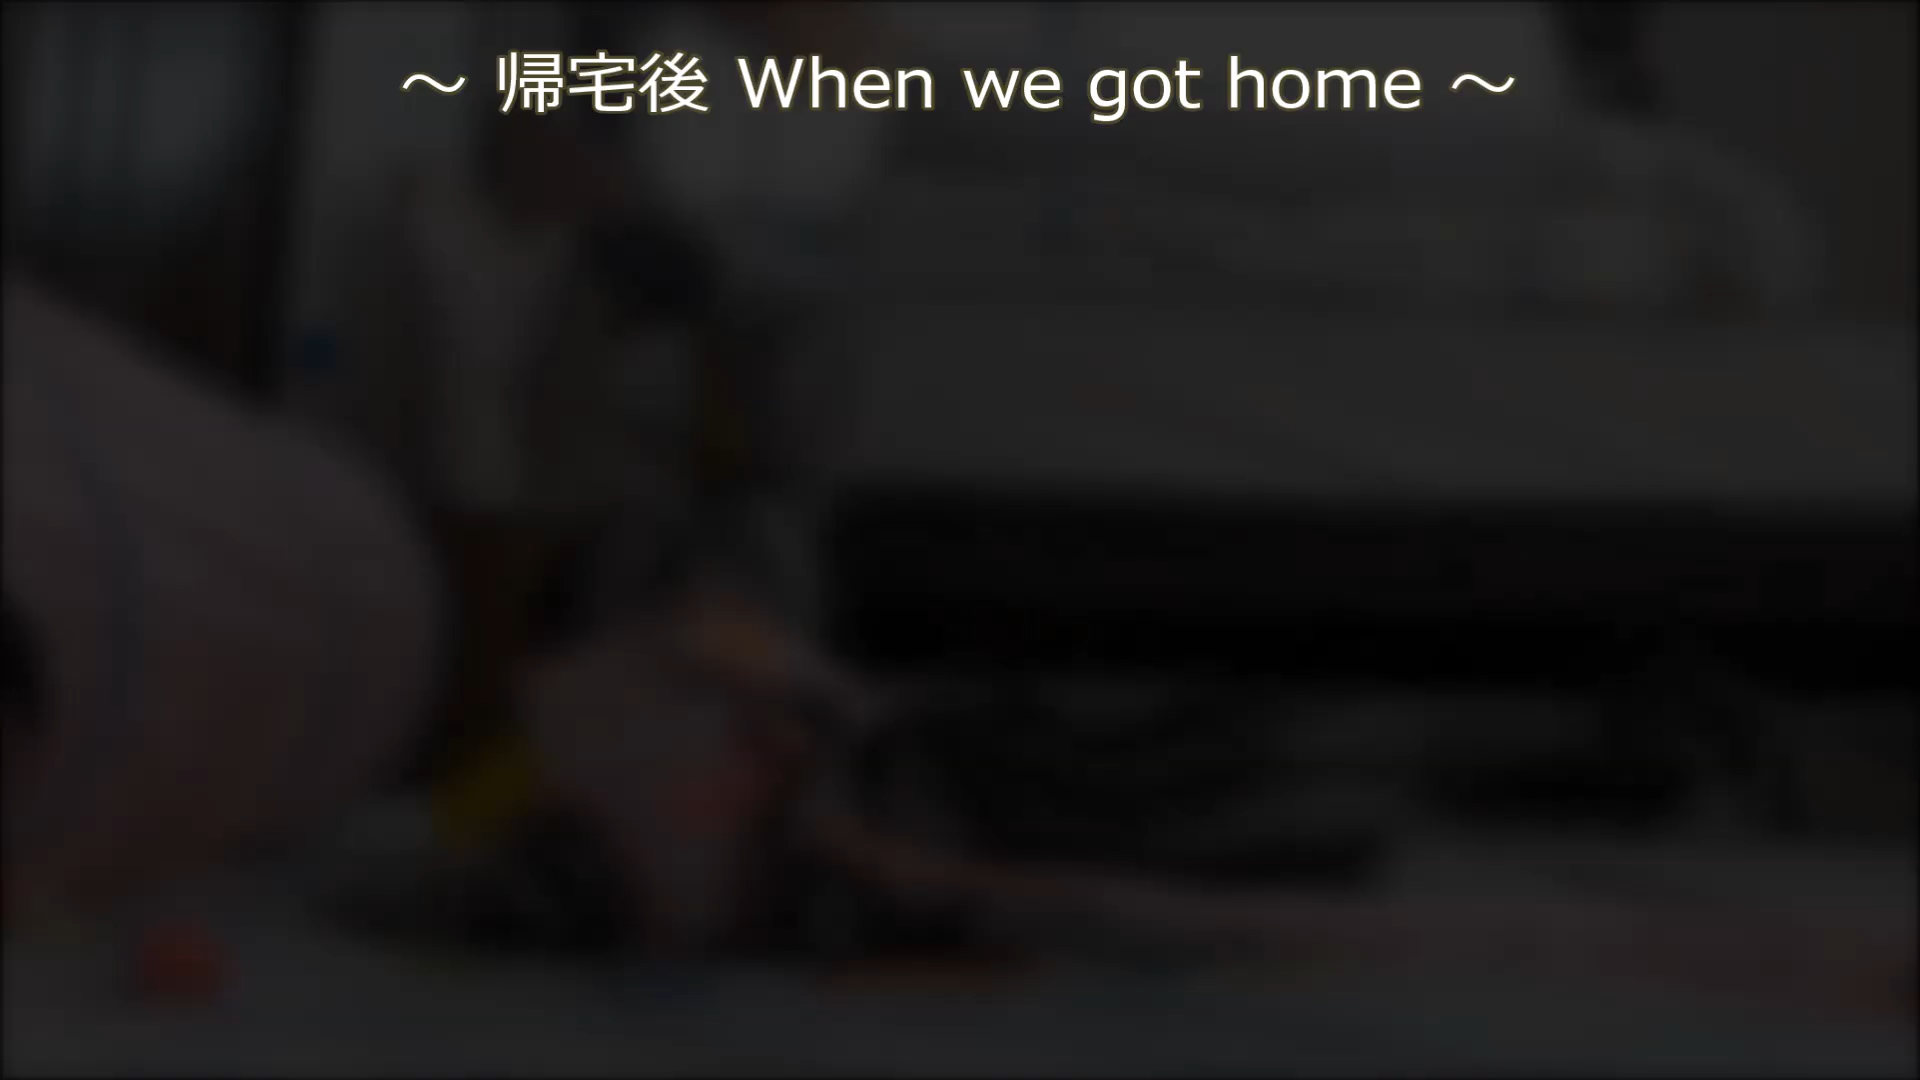 ～ 帰宅後 When we got home ～